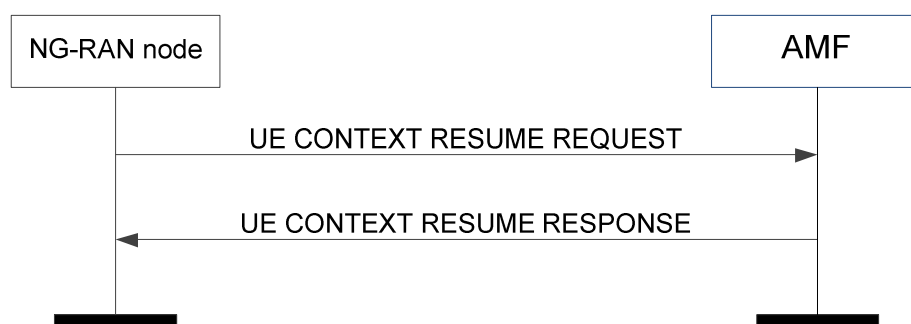 NG-RAN node
AMF
UE CONTEXT RESUME REQUEST
UE CONTEXT RESUME RESPONSE